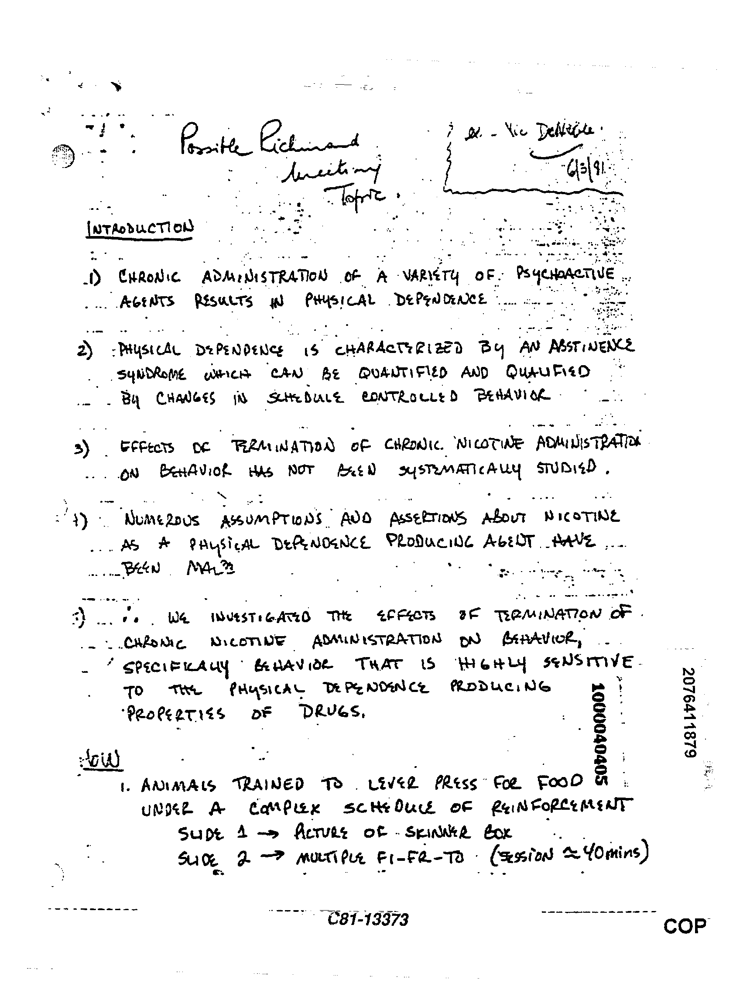 Possible Richmond
Meeting
Topic.
- Vic DeNoble.
6/3/81
INTRODUCTION
1) CHRONIC ADMINISTRATION OF A VARIETY OF PSYCHOACTIVE
AGENTS RESULTS IN PHYSICAL DEPENDENCE
2) PHYSICAL DEPENDENCE IS CHARACTERIZED BY AN ABSTINENCE
SYNDROME WHICH CAN BE QUANTIFIED AND QUALIFIED
BY CHANGES IN SCHEDULE CONTROLLED BEHAVIOR
3) EFFECTS OF TERMINATION OF CHRONIC NICOTINE ADMINISTRATION
ON BEHAVIOR HAS NOT BEEN SYSTEMATICALLY STUDIED.
4) NUMEROUS ASSUMPTIONS AND ASSERTIONS ABOUT NICOTINE
AS A PHYSICAL DEPENDENCE PRODUCING AGENT HAVE
BEEN
5) ∴ WE INVESTIGATED THE EFFECTS OF TERMINATION OF
CHRONIC NICOTINE ADMINISTRATION ON BEHAVIOR,
SPECIFICALLY BEHAVIOR THAT IS HIGHLY SENSITIVE
TO THE PHYSICAL DEPENDENCE PRODUCING
PROPERTIES OF DRUGS.
HOW
1. ANIMALS TRAINED TO LEVER PRESS FOR FOOD
UNDER A COMPLEX SCHEDULE OF REINFORCEMENT
SLIDE 1 → PICTURE OF SKINNER BOX
SLIDE 2 → MULTIPLE FI-FR-TO (SESSION ≈ 40mins)
1000040405
2076411879
C81-13373
COP